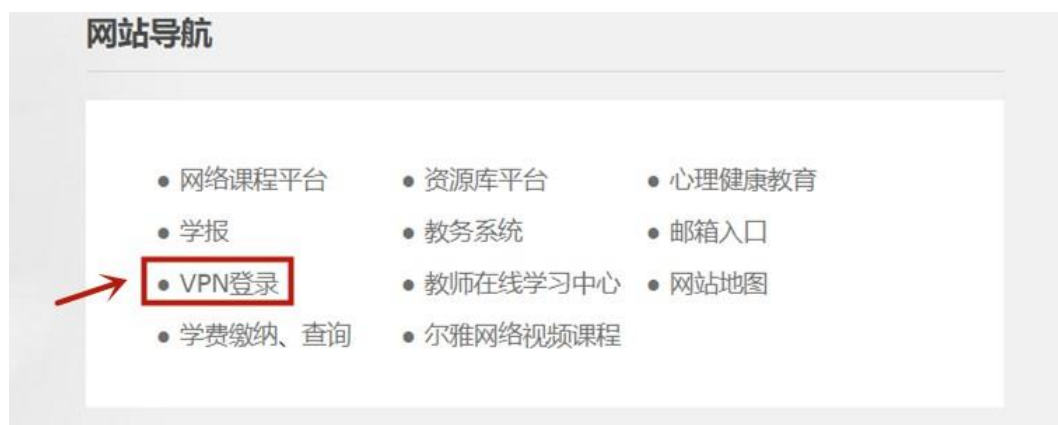 网站导航
网络课程平台 资源库平台 心理健康教育
学报 教务系统 邮箱入口
VPN登录 教师在线学习中心 网站地图
学费缴纳、查询 尔雅网络视频课程